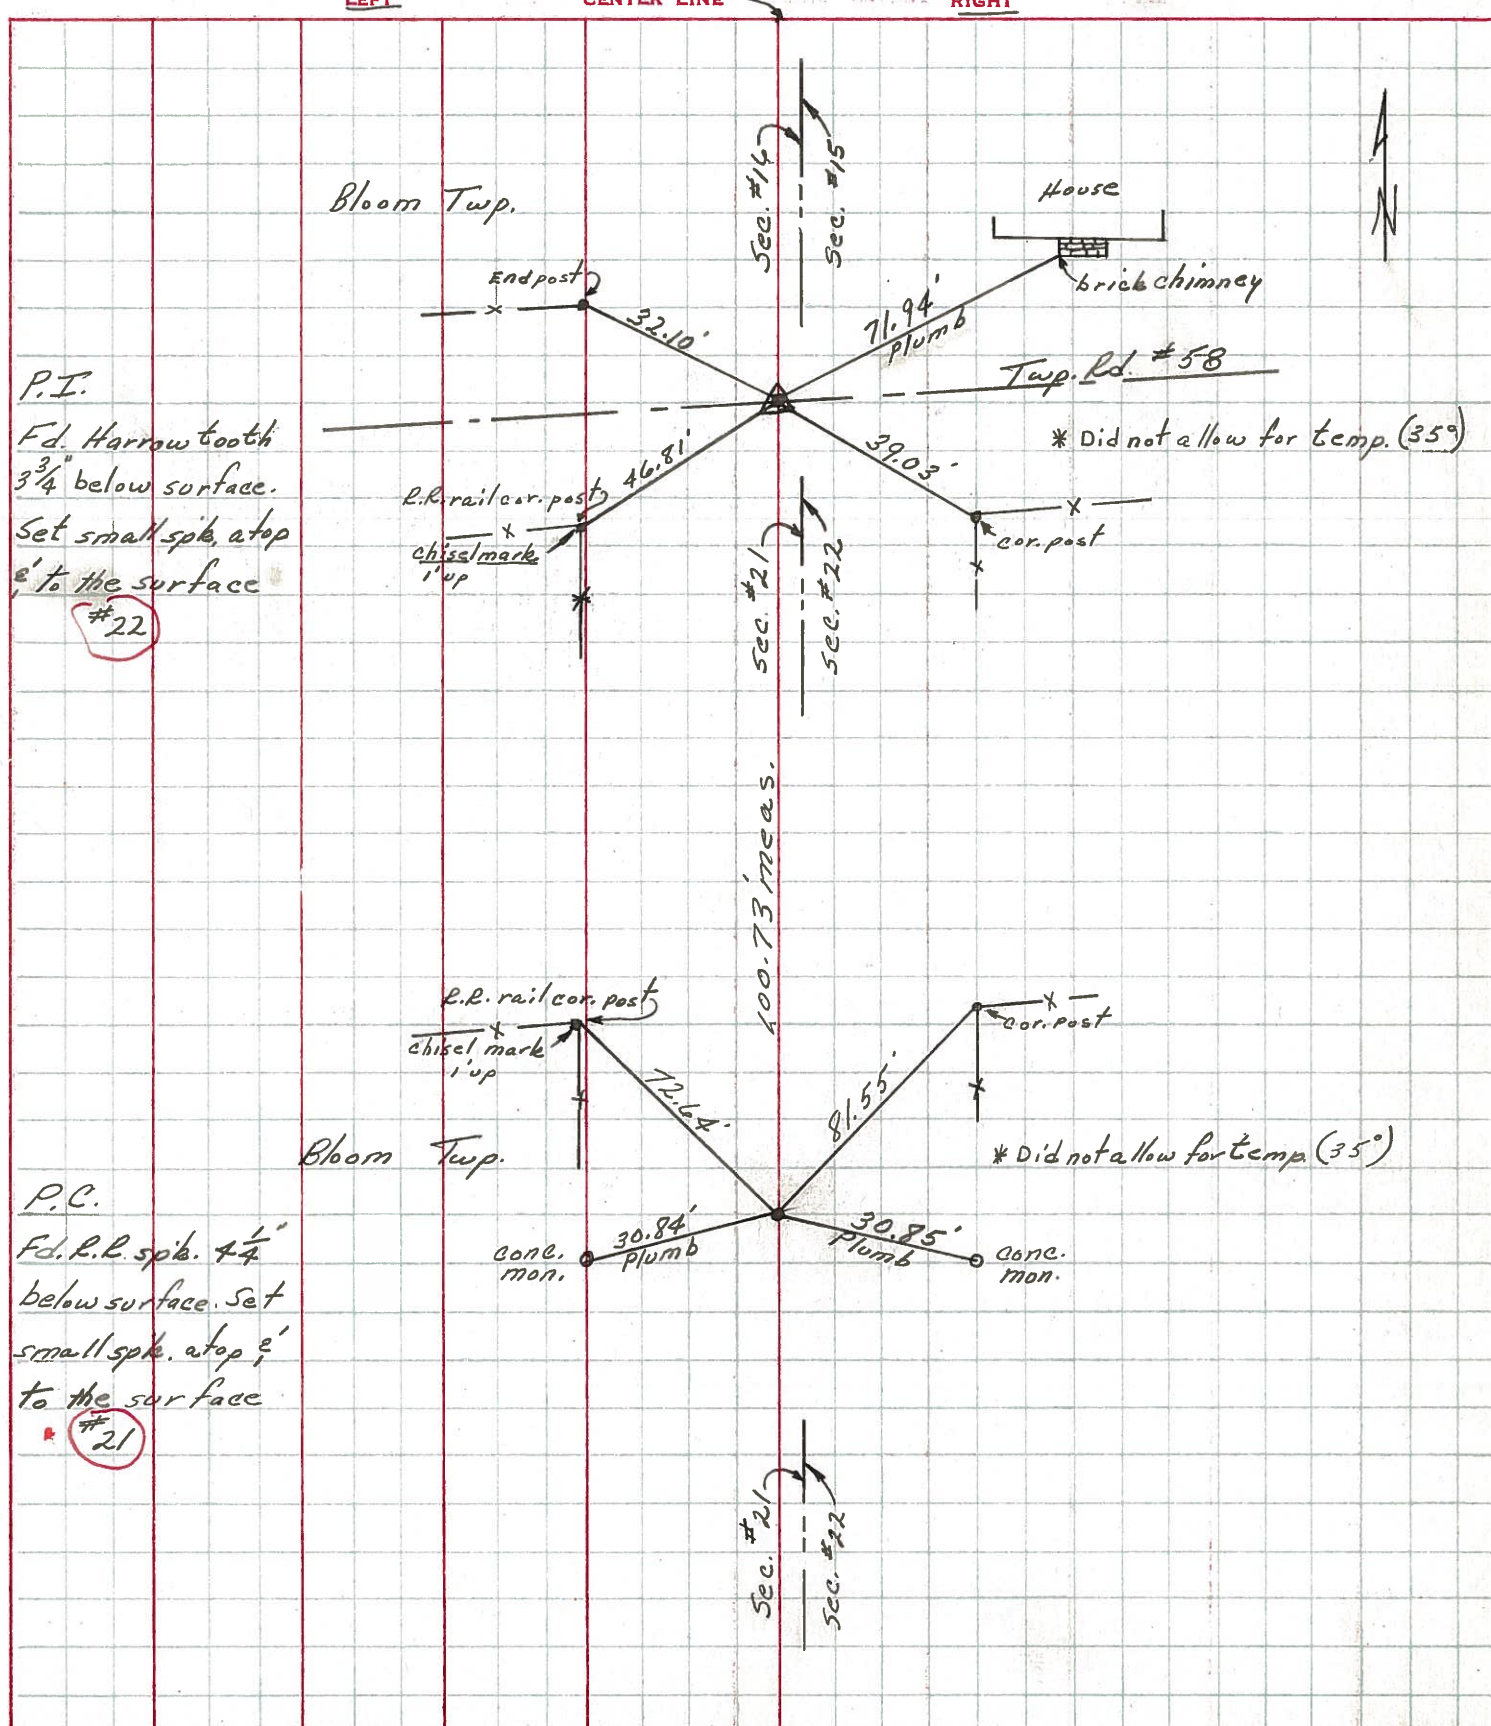 LEFT
CENTER LINE
RIGHT
Sec. #16
Sec. #15
Bloom Twp.
House
End post
brick chimney
32.10'
71.94'
Plumb
Twp. Rd. #58
P.I.
Fd. Harrow tooth
3 3/4" below surface.
Set small spk. atop
&' to the surface
#22
* Did not allow for temp. (35°)
46.81'
39.03'
R.R. rail cor. post
chisel mark
1' up
cor. post
Sec. #21
Sec. #22
100.73' meas.
R.R. rail cor. post
chisel mark
1' up
cor. post
72.64'
81.55'
Bloom Twp.
* Did not allow for temp. (35°)
P.C.
Fd. R.R. spk. 4 1/4"
below surface. Set
small spk. atop &'
to the surface
#21
30.84'
Plumb
30.85'
Plumb
conc.
mon.
conc.
mon.
Sec. #21
Sec. #22